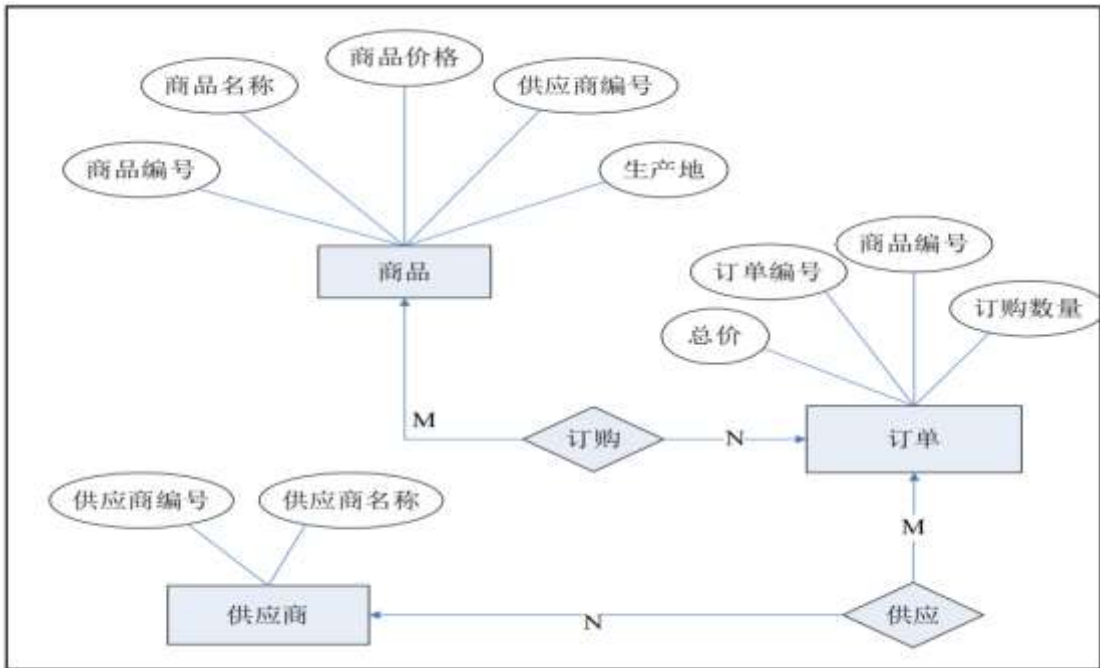 商品价格
商品名称
供应商编号
商品编号
生产地
商品
商品编号
订单编号
订购数量
总价
M
订购
N
订单
供应商编号
供应商名称
M
供应商
N
供应